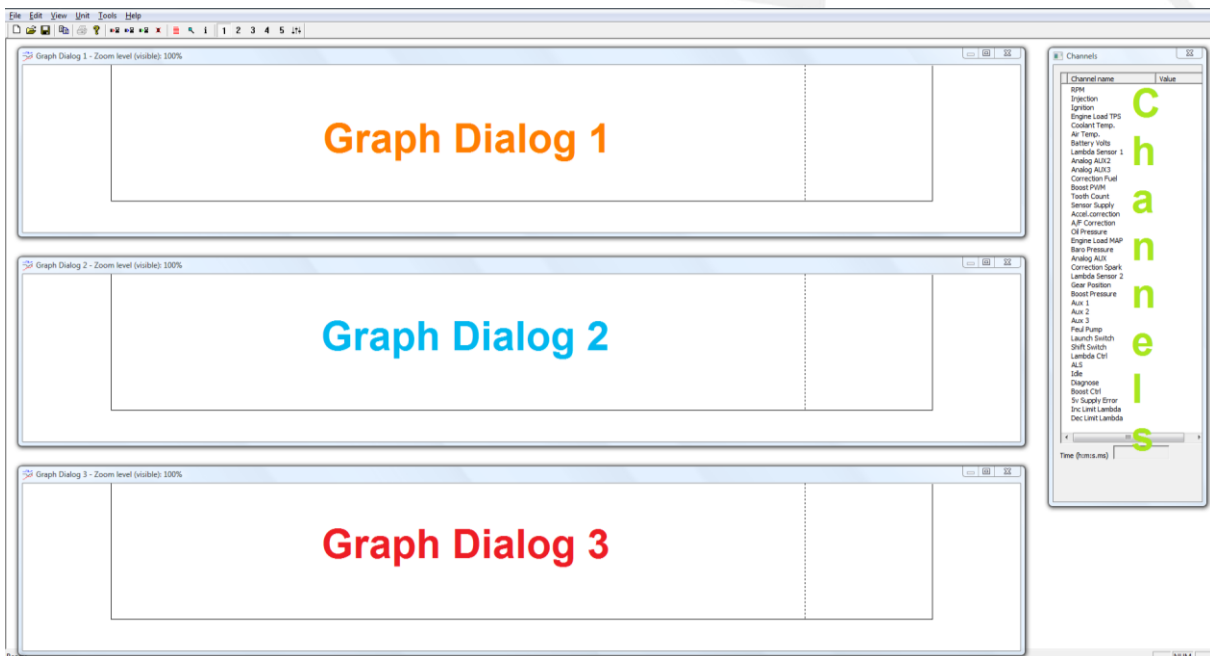 File Edit View Unit Tools Help
1 2 3 4 5
Graph Dialog 1 - Zoom level (visible): 100%
Graph Dialog 1
Graph Dialog 2 - Zoom level (visible): 100%
Graph Dialog 2
Graph Dialog 3 - Zoom level (visible): 100%
Graph Dialog 3
Channels
Channel name Value
RPM
Injection
Ignition
Engine Load TPS
Coolant Temp.
Air Temp.
Battery Volts
Lambda Sensor 1
Analog AUX2
Analog AUX3
Correction Fuel
Boost PWM
Tooth Count
Sensor Supply
Accel.correction
A/F Correction
Oil Pressure
Engine Load MAP
Baro Pressure
Analog AUX
Correction Spark
Lambda Sensor 2
Gear Position
Boost Pressure
Aux 1
Aux 2
Aux 3
Feul Pump
Launch Switch
Shift Switch
Lambda Ctrl
ALS
Idle
Diagnose
Boost Ctrl
5v Supply Error
Inc Limit Lambda
Dec Limit Lambda
Time (h:m:s.ms)
Channels